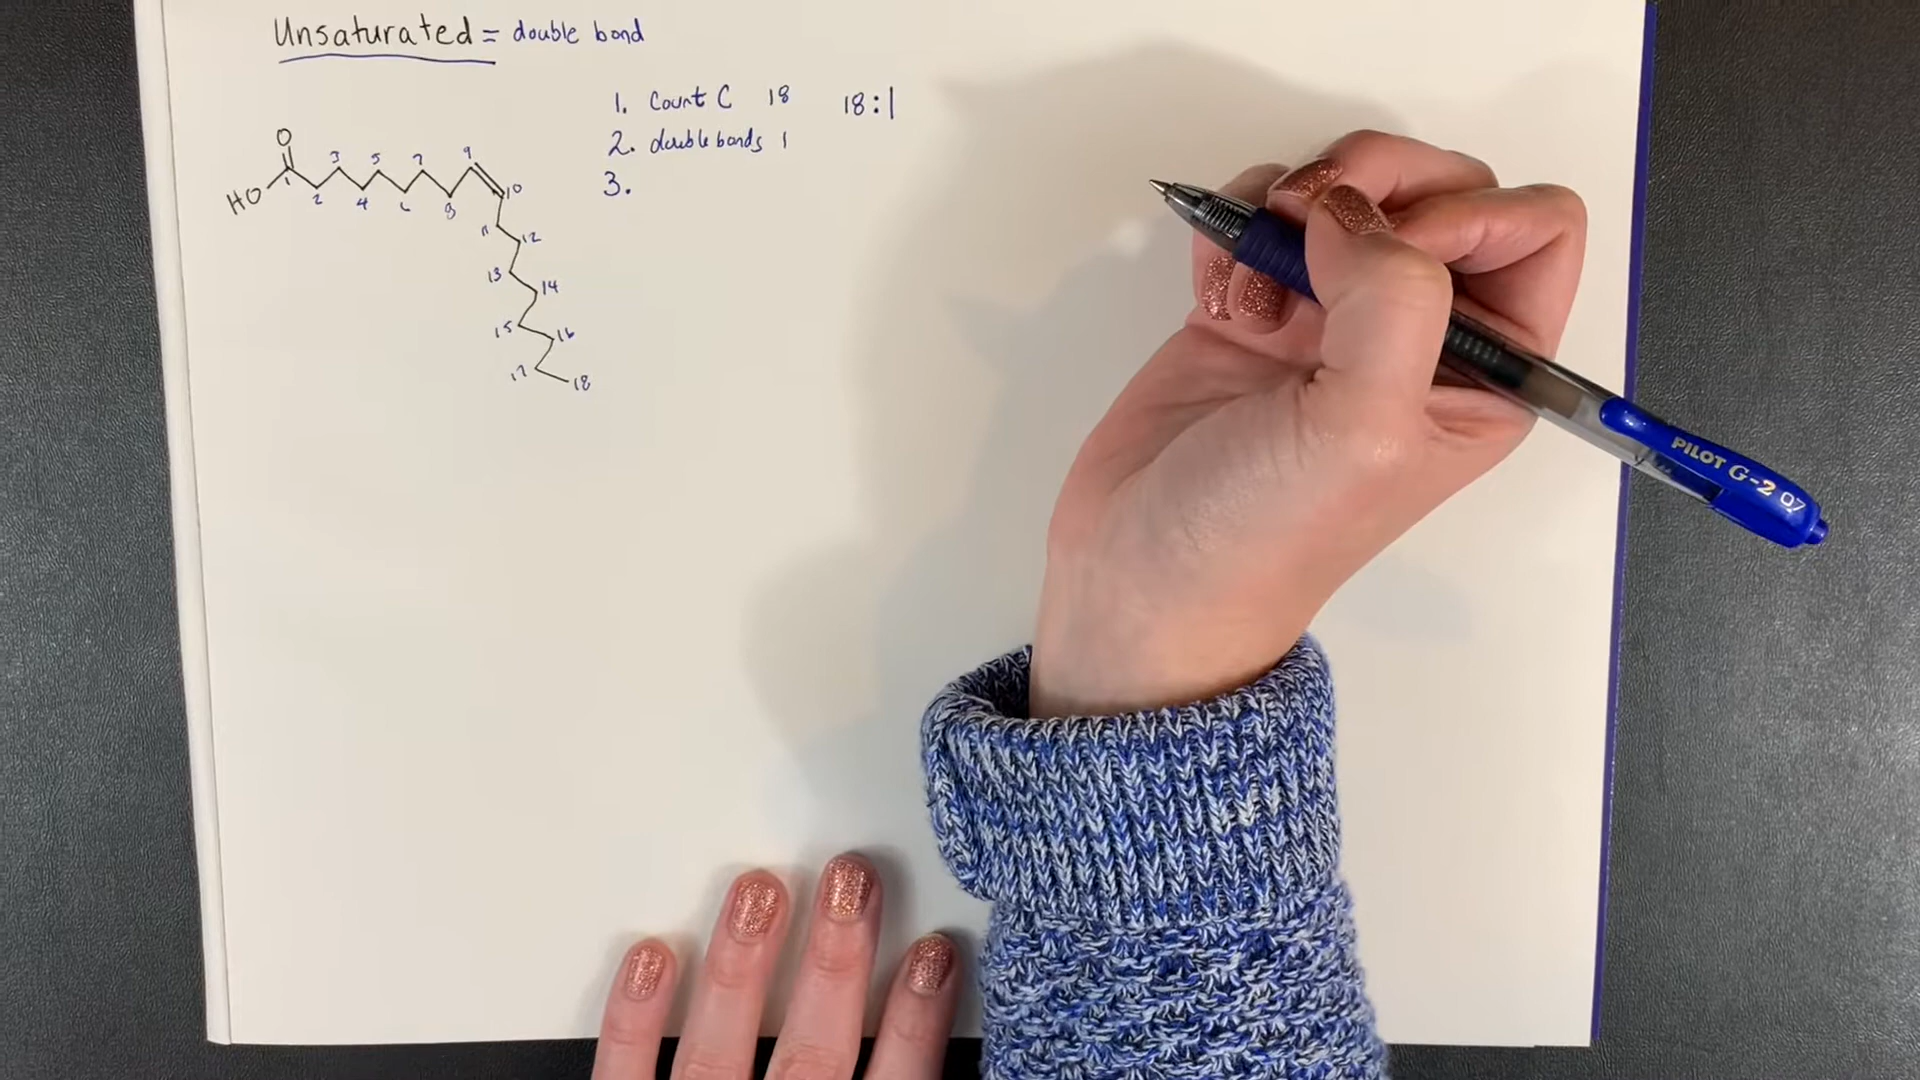 Unsaturated = double bond
1. Count C 18 18:1
2. double bonds 1
3.
O
HO
1 2 3 4 5 6 7 8 9 10
11 12
13 14
15 16
17 18
PILOT G-2 07